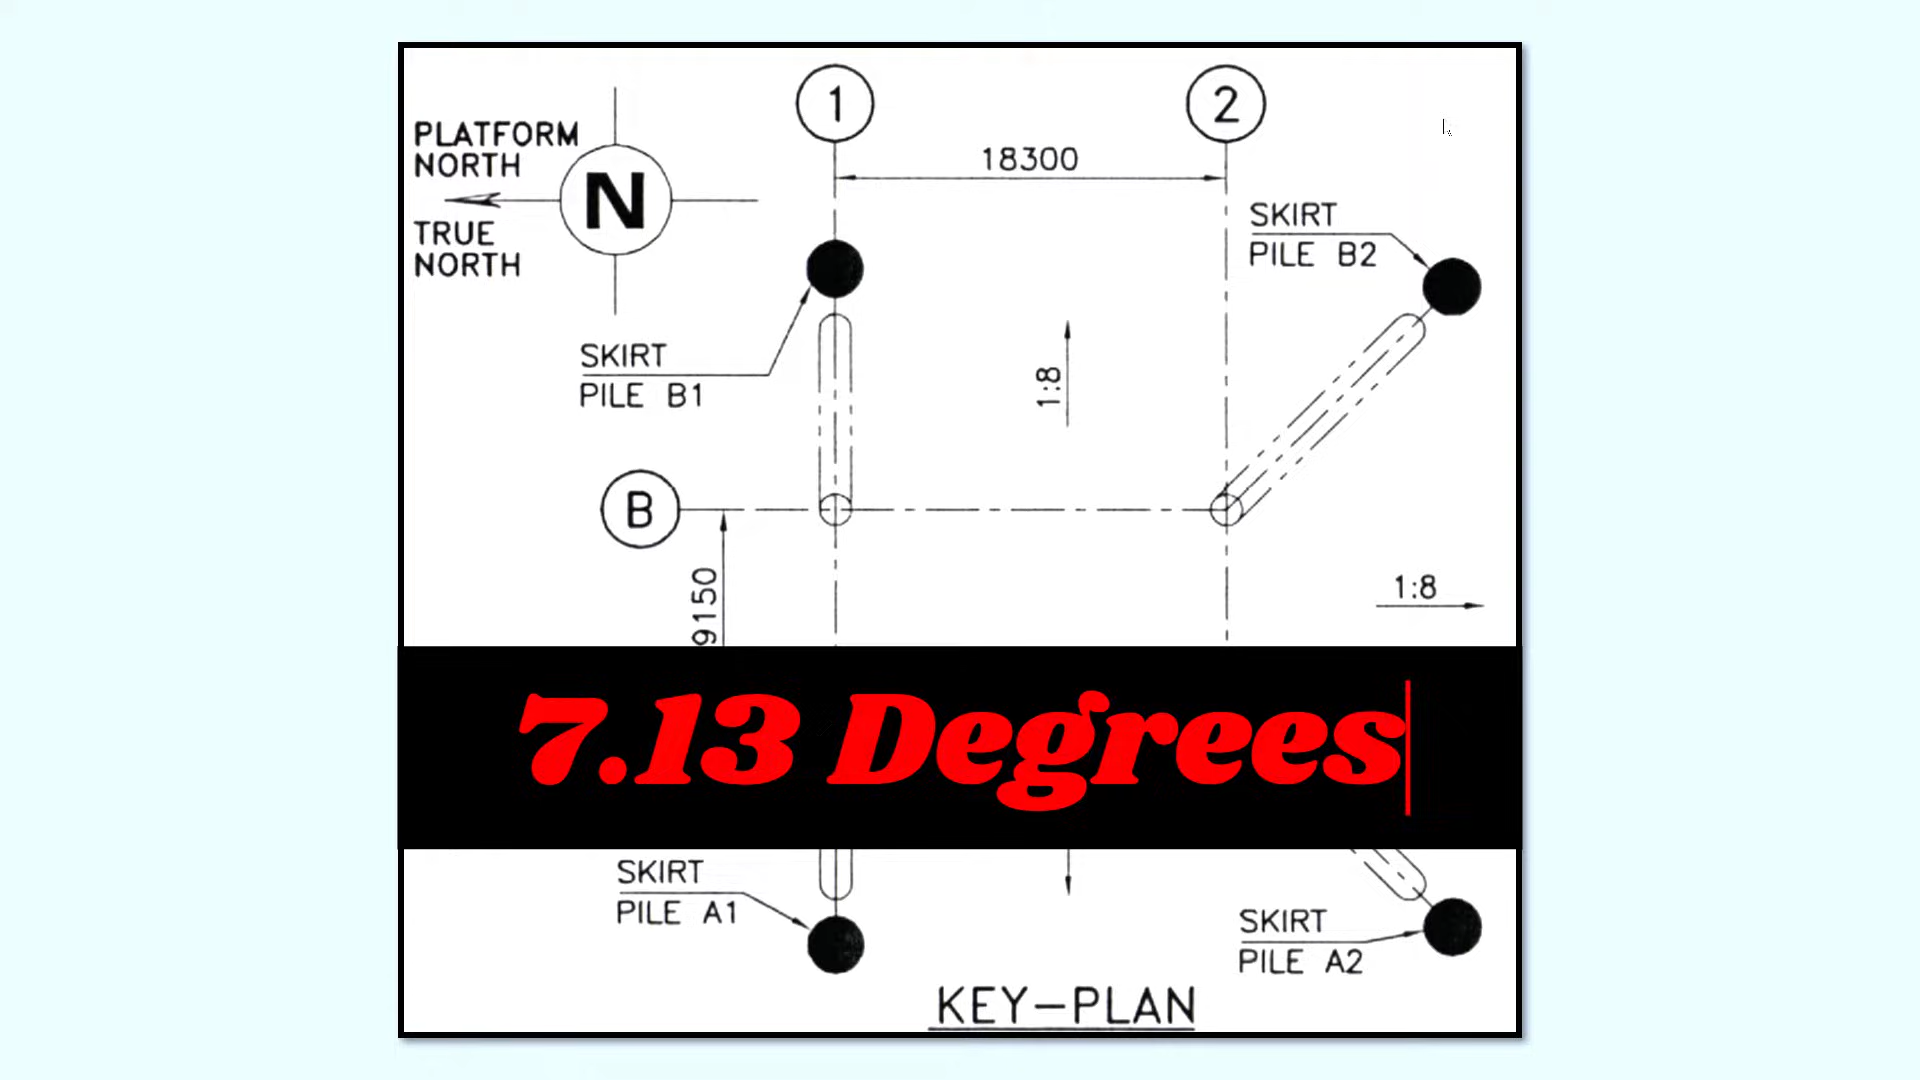 1
2
PLATFORM
NORTH
N
TRUE
NORTH
18300
SKIRT
PILE B2
SKIRT
PILE B1
1:8
B
9150
1:8
7.13 Degrees
SKIRT
PILE A1
SKIRT
PILE A2
KEY-PLAN